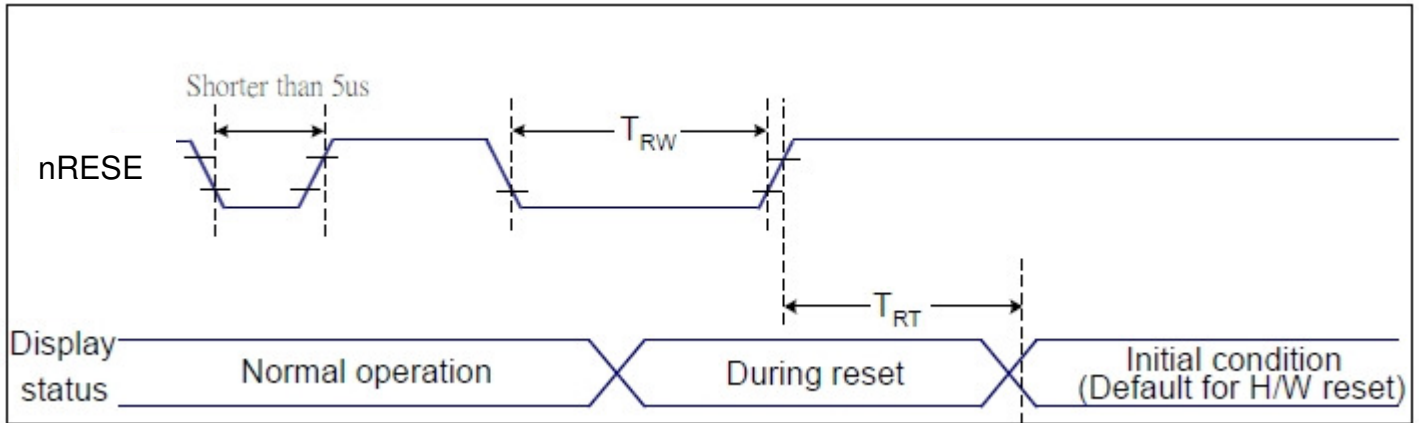 Shorter than 5us
nRESE
TRW
TRT
Display
status
Normal operation
During reset
Initial condition
(Default for H/W reset)